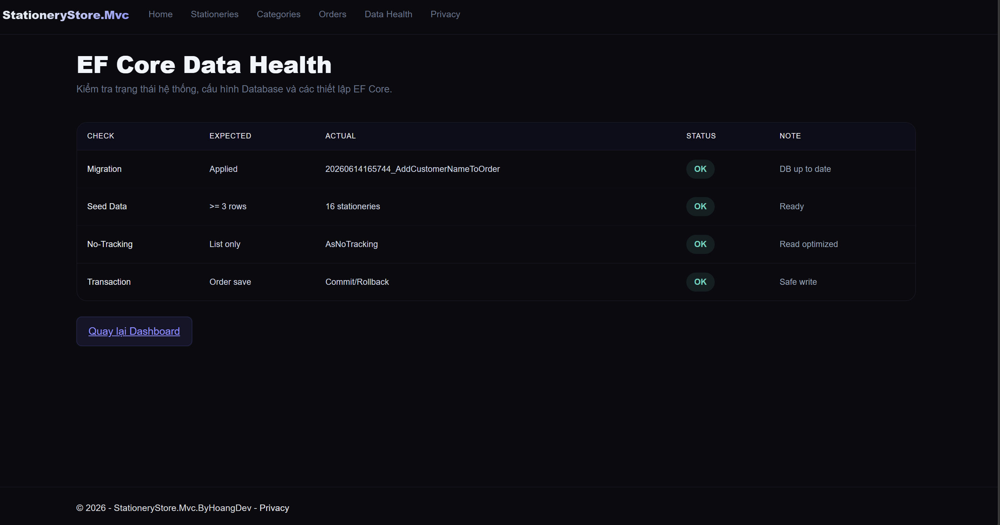 StationeryStore.Mvc Home Stationeries Categories Orders Data Health Privacy
EF Core Data Health
Kiểm tra trạng thái hệ thống, cấu hình Database và các thiết lập EF Core.
CHECK EXPECTED ACTUAL STATUS NOTE
Migration Applied 20260614165744_AddCustomerNameToOrder OK DB up to date
Seed Data >= 3 rows 16 stationeries OK Ready
No-Tracking List only AsNoTracking OK Read optimized
Transaction Order save Commit/Rollback OK Safe write
Quay lại Dashboard
© 2026 - StationeryStore.Mvc.ByHoangDev - Privacy